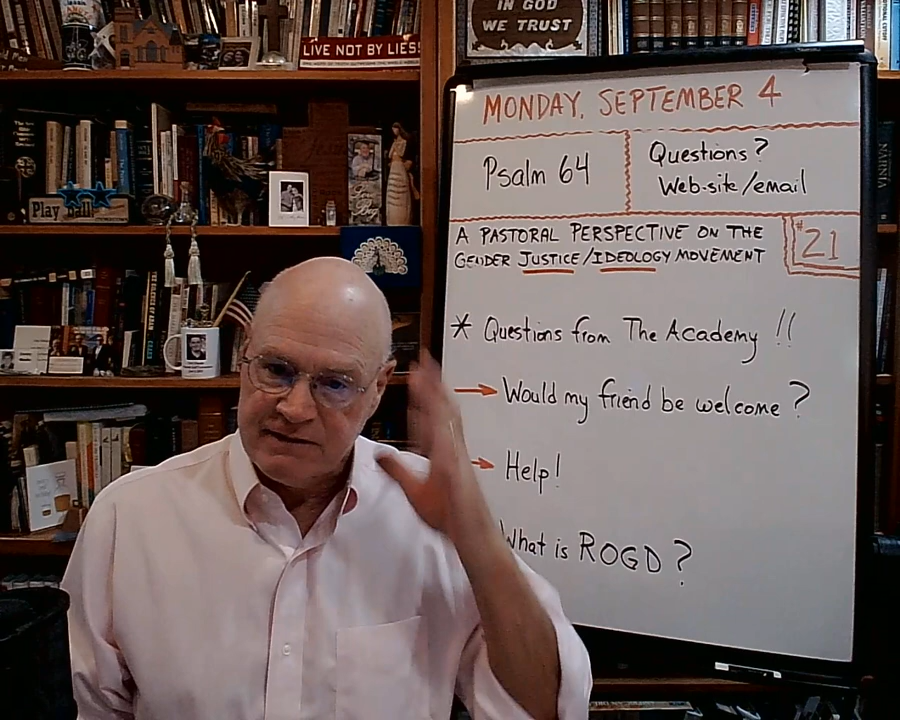 LIVE NOT BY LIES!
IN GOD
WE TRUST
MONDAY, SEPTEMBER 4
Psalm 64
Questions?
Web-site/email
A PASTORAL PERSPECTIVE ON THE
GENDER JUSTICE/IDEOLOGY MOVEMENT
#21
* Questions from The Academy !!
→ Would my friend be welcome?
→ Help!
What is ROGD?
Play ball!
NARNIA